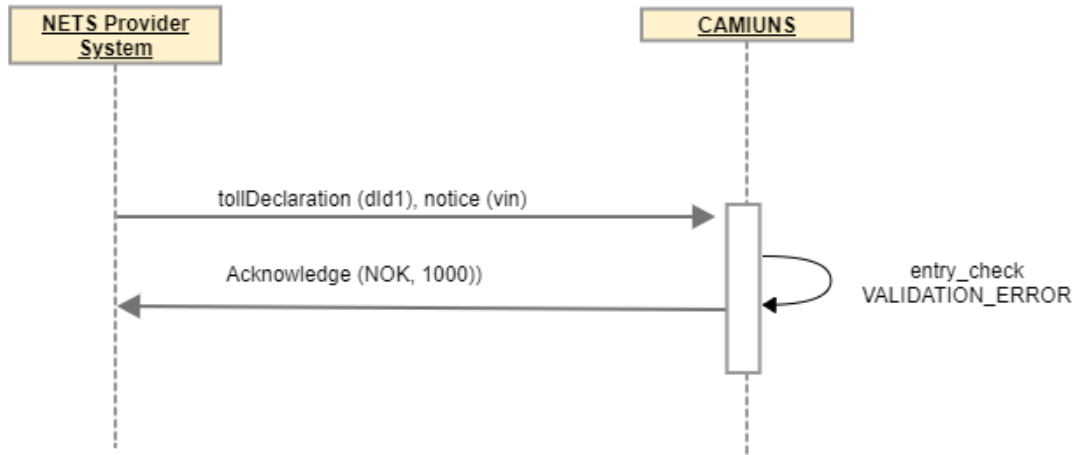 NETS Provider
System
CAMIUNS
tollDeclaration (dId1), notice (vin)
Acknowledge (NOK, 1000))
entry_check
VALIDATION_ERROR